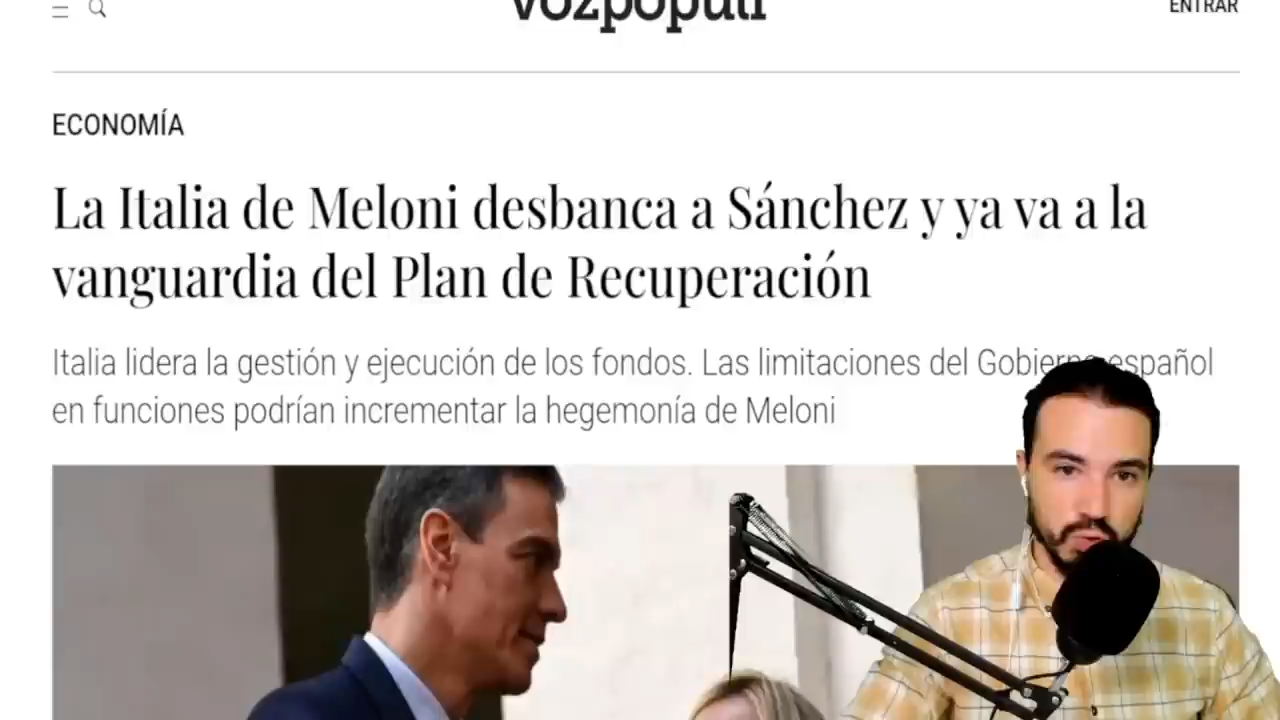 vozpópuli
ENTRAR
ECONOMÍA
La Italia de Meloni desbanca a Sánchez y ya va a la
vanguardia del Plan de Recuperación
Italia lidera la gestión y ejecución de los fondos. Las limitaciones del Gobierno español
en funciones podrían incrementar la hegemonía de Meloni